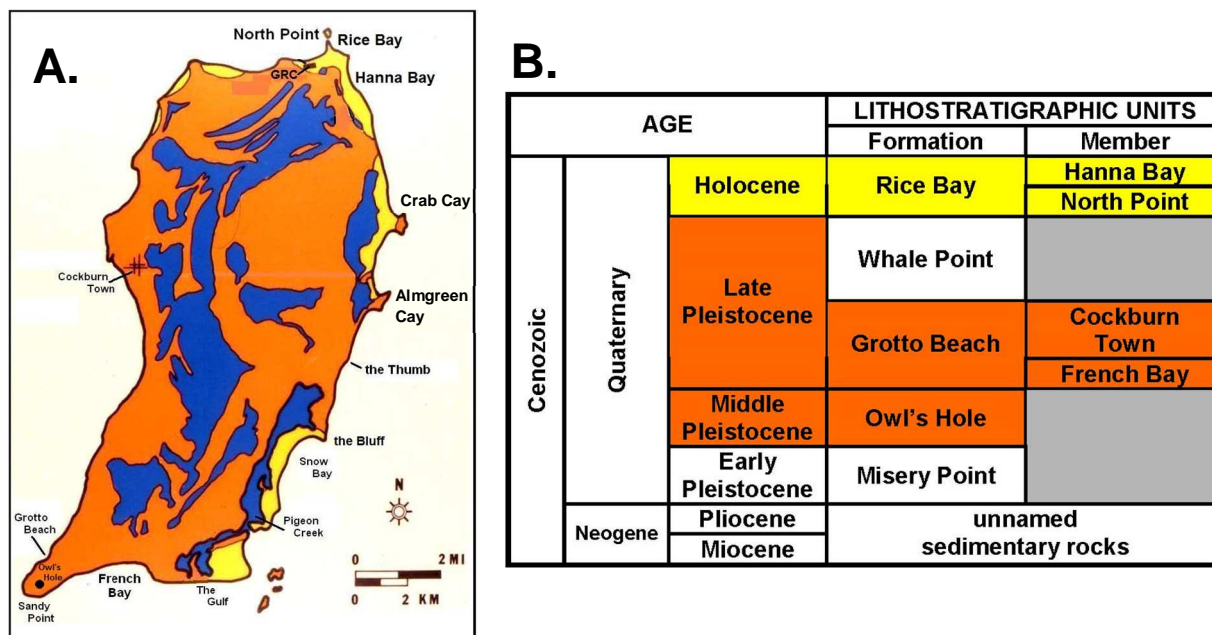 A.
North Point
Rice Bay
GRC
Hanna Bay
Crab Cay
Cockburn
Town
Almgreen
Cay
the Thumb
the Bluff
Snow
Bay
N
Pigeon
Creek
Grotto
Beach
Owl's
Hole
Sandy
Point
French
Bay
The
Gulf
0 2 MI
0 2 KM
B.
AGE
LITHOSTRATIGRAPHIC UNITS
Formation
Member
Cenozoic
Quaternary
Holocene
Rice Bay
Hanna Bay
North Point
Late
Pleistocene
Whale Point
Grotto Beach
Cockburn
Town
French Bay
Middle
Pleistocene
Owl's Hole
Early
Pleistocene
Misery Point
Neogene
Pliocene
Miocene
unnamed
sedimentary rocks